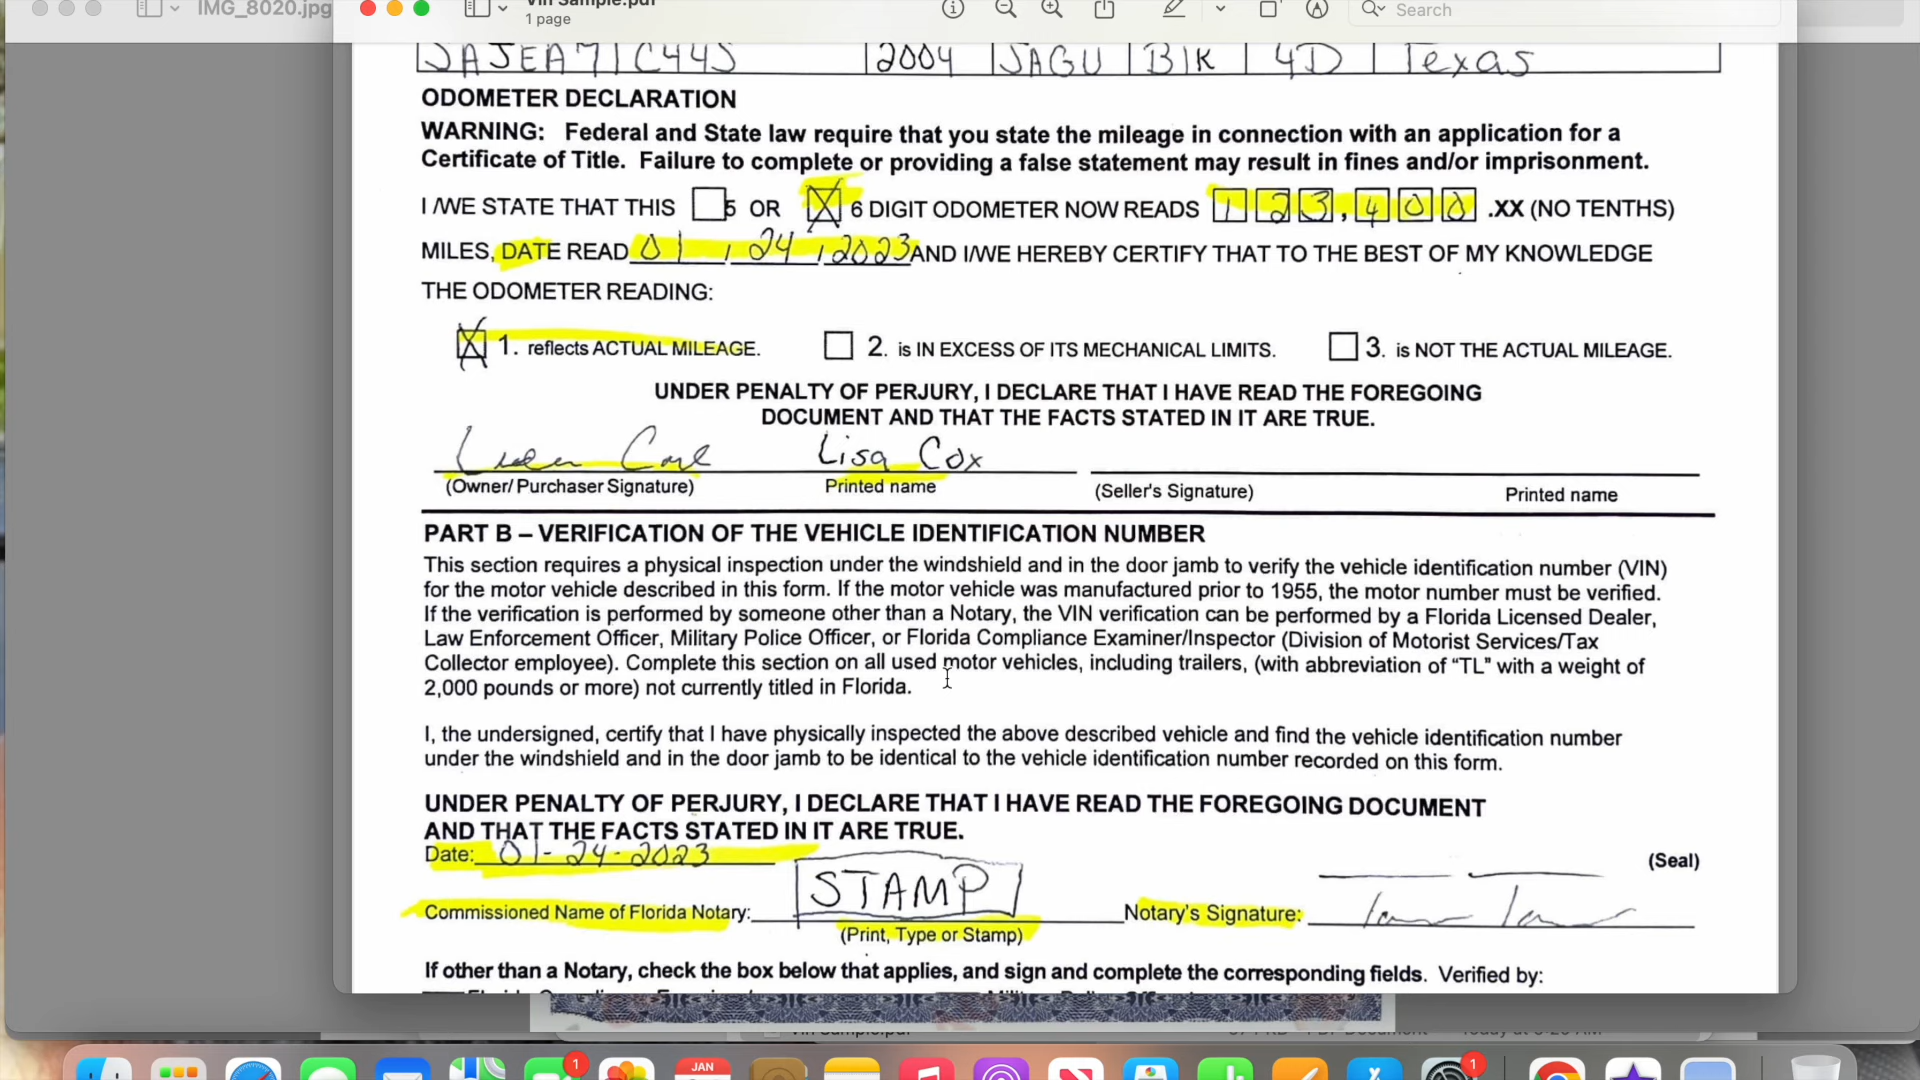 IMG_8020.jpg
Vin Sample.pdf
1 page
Search
SAJEA71C44S 2004 JAGU Blk 4D Texas
ODOMETER DECLARATION
WARNING: Federal and State law require that you state the mileage in connection with an application for a
Certificate of Title. Failure to complete or providing a false statement may result in fines and/or imprisonment.
I /WE STATE THAT THIS 5 OR X 6 DIGIT ODOMETER NOW READS 123,400 .XX (NO TENTHS)
MILES, DATE READ 01, 24, 2023 AND I/WE HEREBY CERTIFY THAT TO THE BEST OF MY KNOWLEDGE
THE ODOMETER READING:
X 1. reflects ACTUAL MILEAGE. 2. is IN EXCESS OF ITS MECHANICAL LIMITS. 3. is NOT THE ACTUAL MILEAGE.
UNDER PENALTY OF PERJURY, I DECLARE THAT I HAVE READ THE FOREGOING
DOCUMENT AND THAT THE FACTS STATED IN IT ARE TRUE.
Lisa Cox
(Owner/ Purchaser Signature) Printed name (Seller's Signature) Printed name
PART B – VERIFICATION OF THE VEHICLE IDENTIFICATION NUMBER
This section requires a physical inspection under the windshield and in the door jamb to verify the vehicle identification number (VIN)
for the motor vehicle described in this form. If the motor vehicle was manufactured prior to 1955, the motor number must be verified.
If the verification is performed by someone other than a Notary, the VIN verification can be performed by a Florida Licensed Dealer,
Law Enforcement Officer, Military Police Officer, or Florida Compliance Examiner/Inspector (Division of Motorist Services/Tax
Collector employee). Complete this section on all used motor vehicles, including trailers, (with abbreviation of “TL” with a weight of
2,000 pounds or more) not currently titled in Florida.
I, the undersigned, certify that I have physically inspected the above described vehicle and find the vehicle identification number
under the windshield and in the door jamb to be identical to the vehicle identification number recorded on this form.
UNDER PENALTY OF PERJURY, I DECLARE THAT I HAVE READ THE FOREGOING DOCUMENT
AND THAT THE FACTS STATED IN IT ARE TRUE.
Date: 01-24-2023 (Seal)
Commissioned Name of Florida Notary: STAMP Notary's Signature:
(Print, Type or Stamp)
If other than a Notary, check the box below that applies, and sign and complete the corresponding fields. Verified by:
Vin Sample.pdf
1
JAN
1